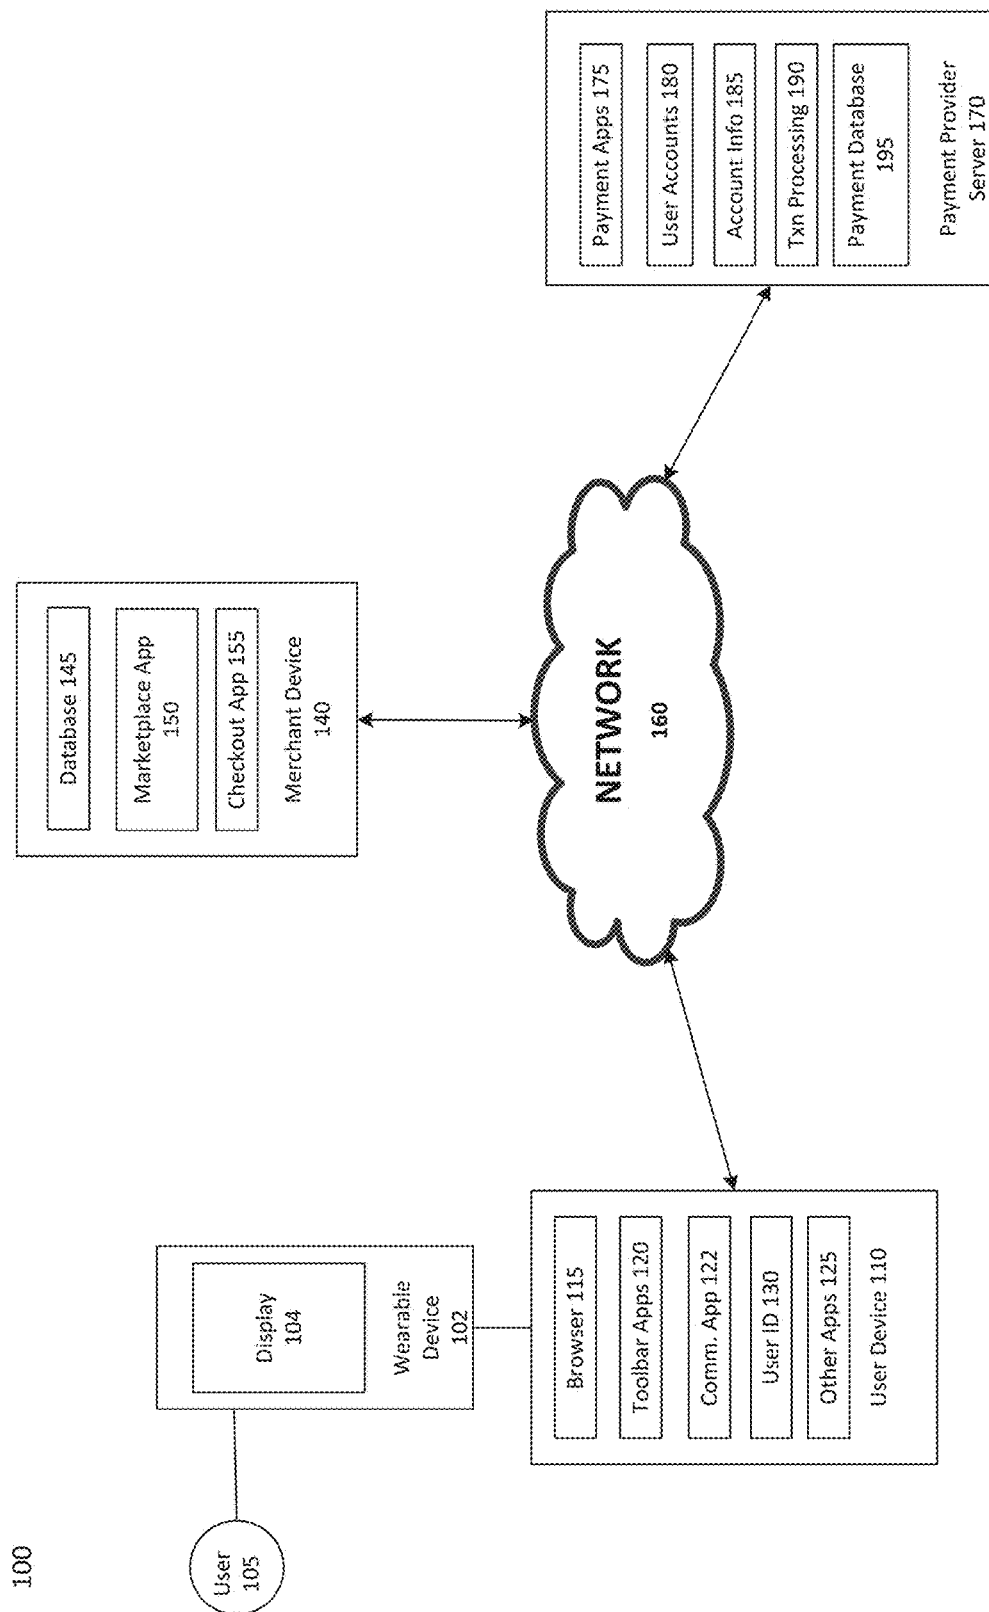 100
User
105
Display
104
Wearable
Device
102
Browser 115
Toolbar Apps 120
Comm. App 122
User ID 130
Other Apps 125
User Device 110
Database 145
Marketplace App
150
Checkout App 155
Merchant Device
140
NETWORK
160
Payment Apps 175
User Accounts 180
Account Info 185
Txn Processing 190
Payment Database
195
Payment Provider
Server 170